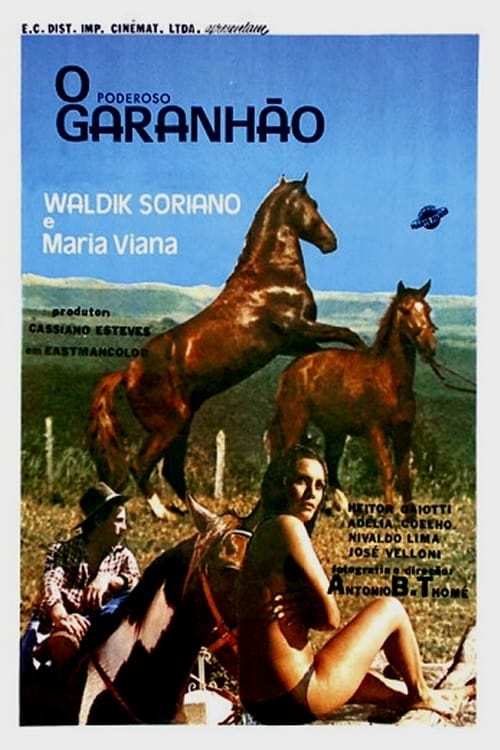 E.C. DIST. IMP. CINÉMAT. LTDA. apresentam
O PODEROSO
GARANHÃO
WALDIK SORIANO
e
Maria Viana
produtor:
CASSIANO ESTEVES
em EASTMANCOLOR
HEITOR GAIOTTI
ADÉLIA COELHO
NIVALDO LIMA
JOSÉ VELLONI
fotografia e direção:
ANTONIO B. THOMÉ